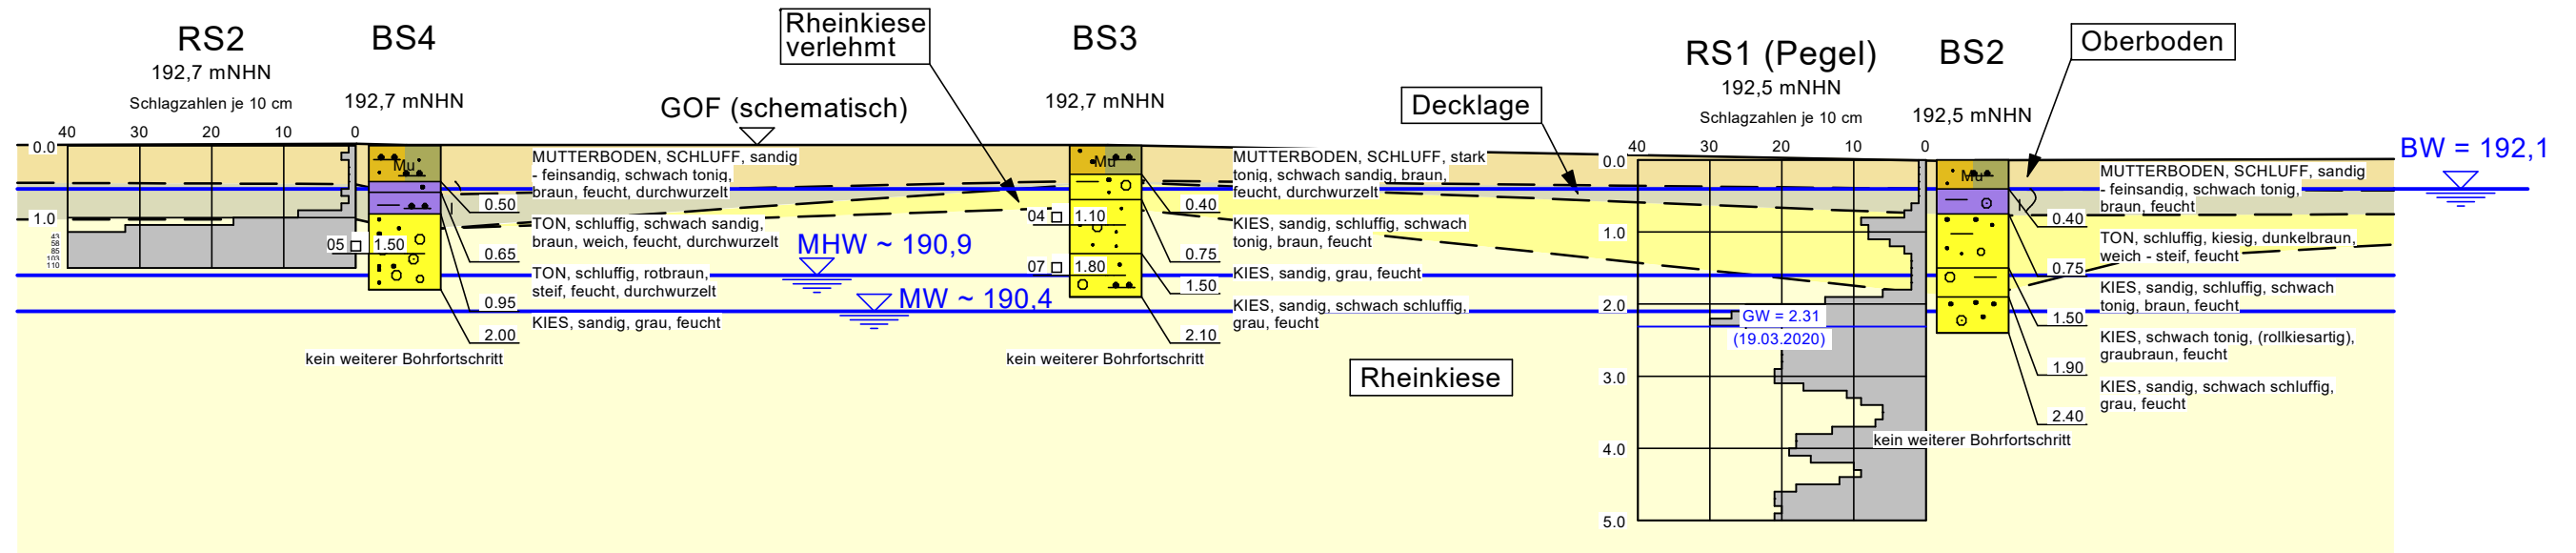 RS2
192,7 mNHN
Schlagzahlen je 10 cm
40 30 20 10 0
0.0
1.0
43
58
85
103
110
BS4
192,7 mNHN
Mu
05 1.50
0.50
0.65
0.95
2.00
kein weiterer Bohrfortschritt
MUTTERBODEN, SCHLUFF, sandig
- feinsandig, schwach tonig,
braun, feucht, durchwurzelt
TON, schluffig, schwach sandig,
braun, weich, feucht, durchwurzelt
TON, schluffig, rotbraun,
steif, feucht, durchwurzelt
KIES, sandig, grau, feucht
GOF (schematisch)
Rheinkiese
verlehmt
MHW ~ 190,9
MW ~ 190,4
BS3
192,7 mNHN
Mu
04 1.10
07 1.80
0.40
0.75
1.50
2.10
kein weiterer Bohrfortschritt
MUTTERBODEN, SCHLUFF, stark
tonig, schwach sandig, braun,
feucht, durchwurzelt
KIES, sandig, schluffig, schwach
tonig, braun, feucht
KIES, sandig, grau, feucht
KIES, sandig, schwach schluffig,
grau, feucht
Decklage
Rheinkiese
RS1 (Pegel)
192,5 mNHN
Schlagzahlen je 10 cm
40 30 20 10 0
0.0
1.0
2.0
3.0
4.0
5.0
GW = 2.31
(19.03.2020)
BS2
192,5 mNHN
Mu
0.40
0.75
1.50
1.90
2.40
kein weiterer Bohrfortschritt
Oberboden
MUTTERBODEN, SCHLUFF, sandig
- feinsandig, schwach tonig,
braun, feucht
TON, schluffig, kiesig, dunkelbraun,
weich - steif, feucht
KIES, sandig, schluffig, schwach
tonig, braun, feucht
KIES, schwach tonig, (rollkiesartig),
graubraun, feucht
KIES, sandig, schwach schluffig,
grau, feucht
BW = 192,1